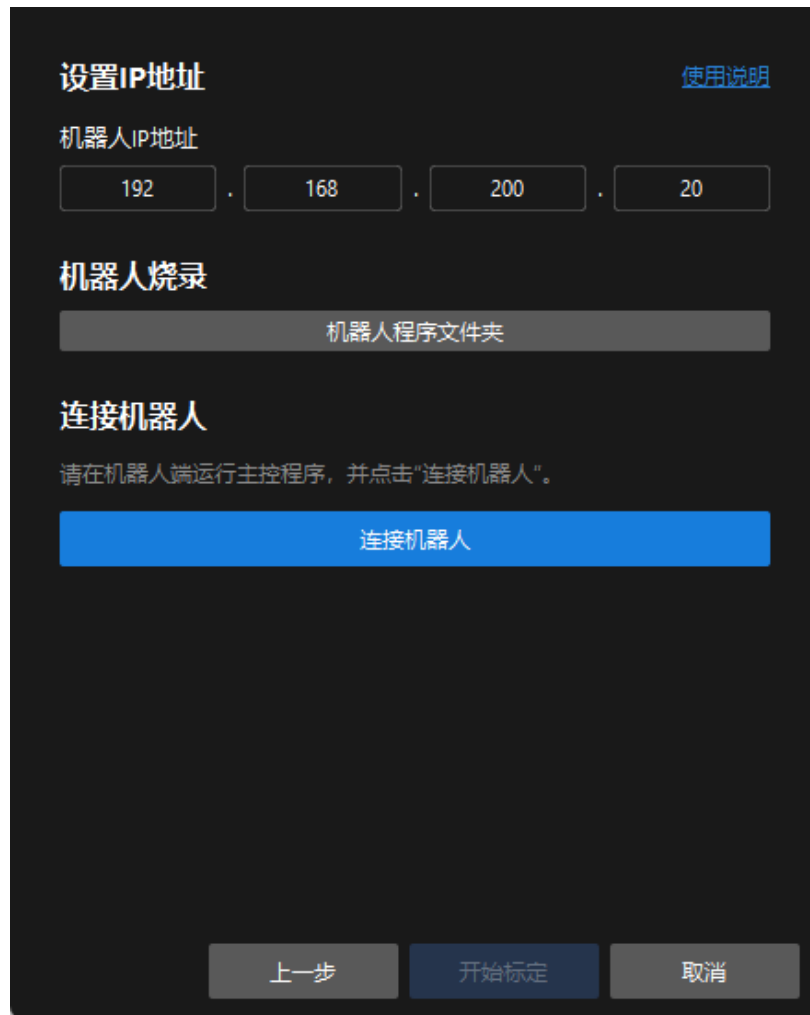 设置IP地址 使用说明
机器人IP地址
192 . 168 . 200 . 20
机器人烧录
机器人程序文件夹
连接机器人
请在机器人端运行主控程序，并点击“连接机器人”。
连接机器人
上一步 开始标定 取消